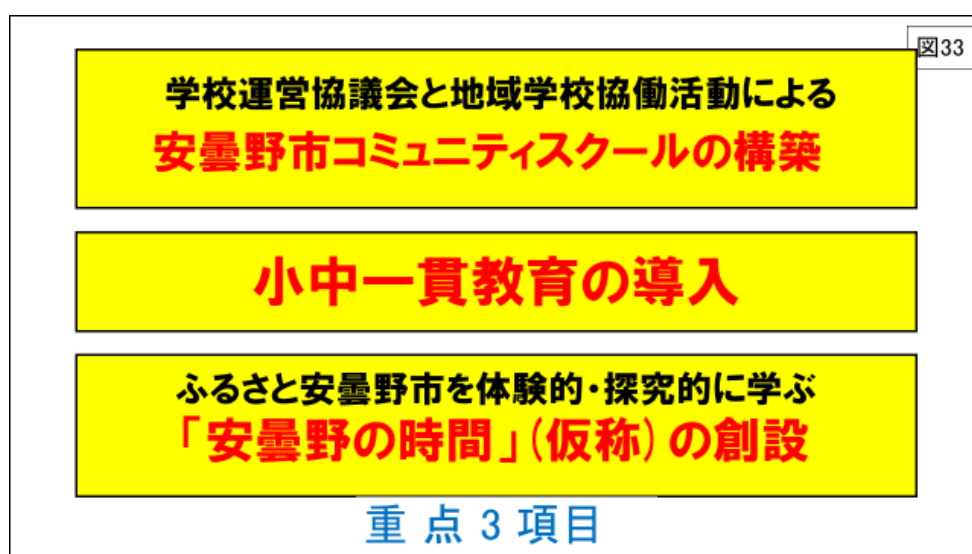 図33
学校運営協議会と地域学校協働活動による
安曇野市コミュニティスクールの構築
小中一貫教育の導入
ふるさと安曇野市を体験的・探究的に学ぶ
「安曇野の時間」(仮称)の創設
重点3項目